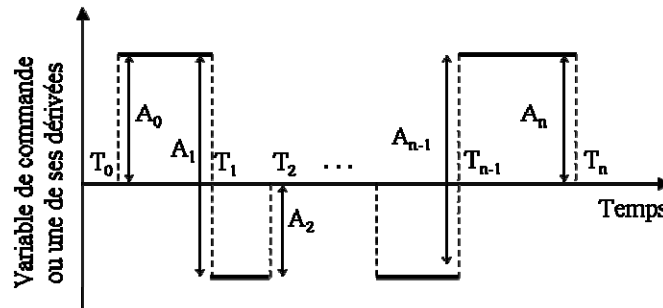 Variable de commande
ou une de ses dérivées
A0
An
A1
An-1
T0
T1
T2
...
Tn-1
Tn
A2
Temps